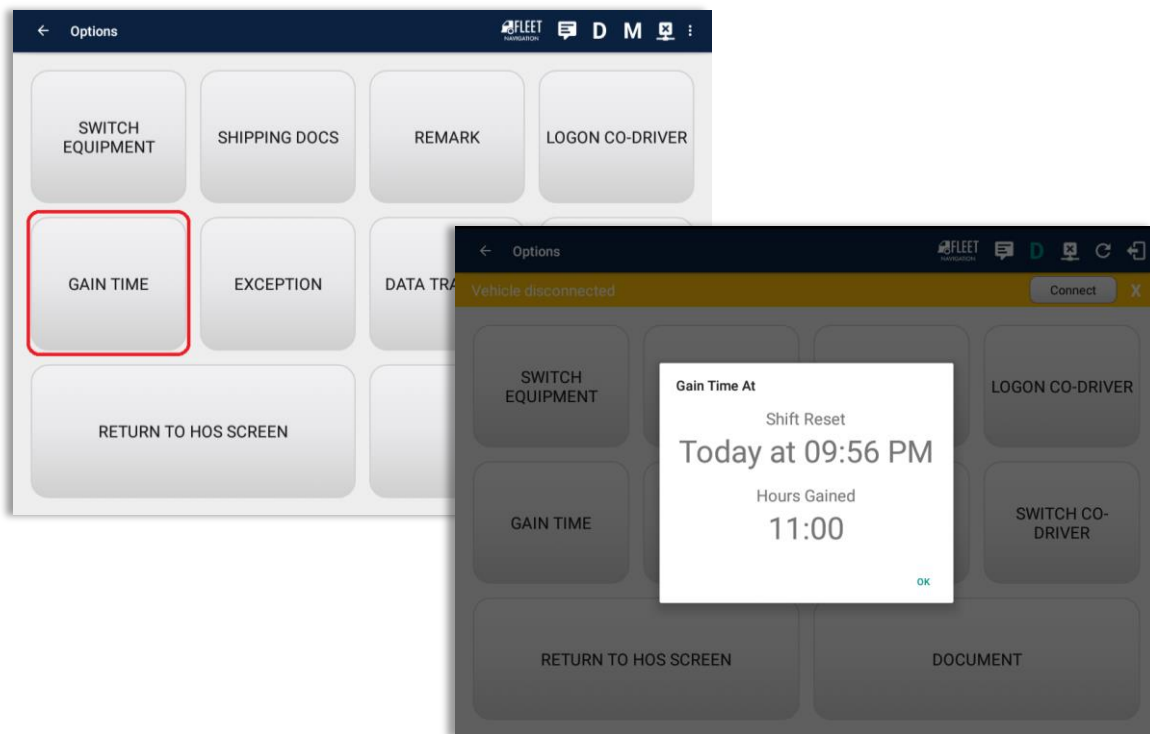 Options
FLEET
NAVIGATION
D M
SWITCH
EQUIPMENT
SHIPPING DOCS
REMARK
LOGON CO-DRIVER
GAIN TIME
EXCEPTION
DATA TRA
RETURN TO HOS SCREEN
Options
FLEET
NAVIGATION
D
Vehicle disconnected
Connect
X
SWITCH
EQUIPMENT
LOGON CO-DRIVER
Gain Time At
Shift Reset
Today at 09:56 PM
Hours Gained
11:00
OK
GAIN TIME
SWITCH CO-
DRIVER
RETURN TO HOS SCREEN
DOCUMENT